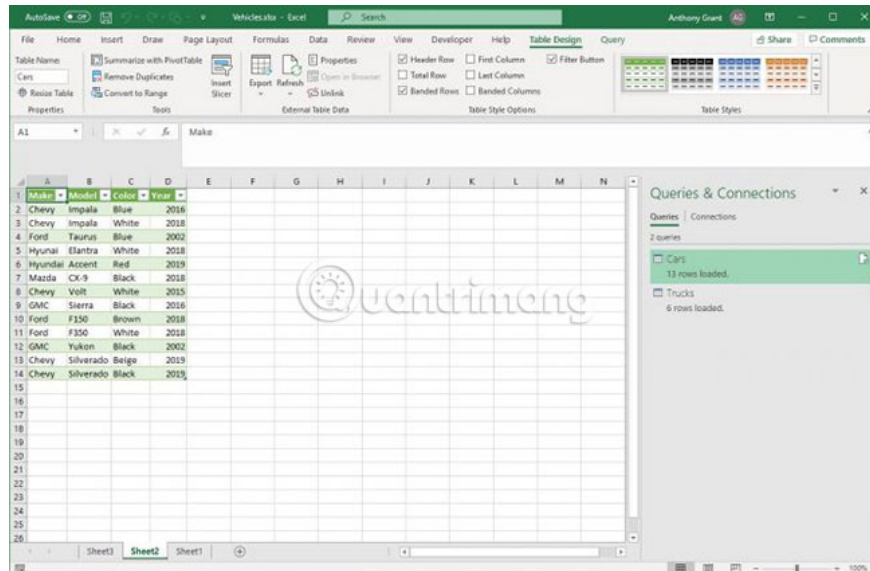 AutoSave Off Vehicles.xlsx - Excel Search Anthony Grant AG
File Home Insert Draw Page Layout Formulas Data Review View Developer Help Table Design Query Share Comments
Table Name: Summarize with PivotTable Properties Header Row First Column Filter Button
Cars Remove Duplicates Insert Export Refresh Open in Browser Total Row Last Column
Resize Table Convert to Range Slicer Unlink Banded Rows Banded Columns
Properties Tools External Table Data Table Style Options Table Styles
A1 fx Make
A B C D E F G H I J K L M N
1 Make Model Color Year
2 Chevy Impala Blue 2016
3 Chevy Impala White 2018
4 Ford Taurus Blue 2002
5 Hyunai Elantra White 2018
6 Hyundai Accent Red 2019
7 Mazda CX-9 Black 2018
8 Chevy Volt White 2015
9 GMC Sierra Black 2016
10 Ford F150 Brown 2018
11 Ford F350 White 2018
12 GMC Yukon Black 2002
13 Chevy Silverado Beige 2019
14 Chevy Silverado Black 2019
15
16
17
18
19
20
21
22
23
24
25
26
Queries & Connections
Queries Connections
2 queries
Cars
13 rows loaded.
Trucks
6 rows loaded.
Quantrimang
Sheet3 Sheet2 Sheet1
100%